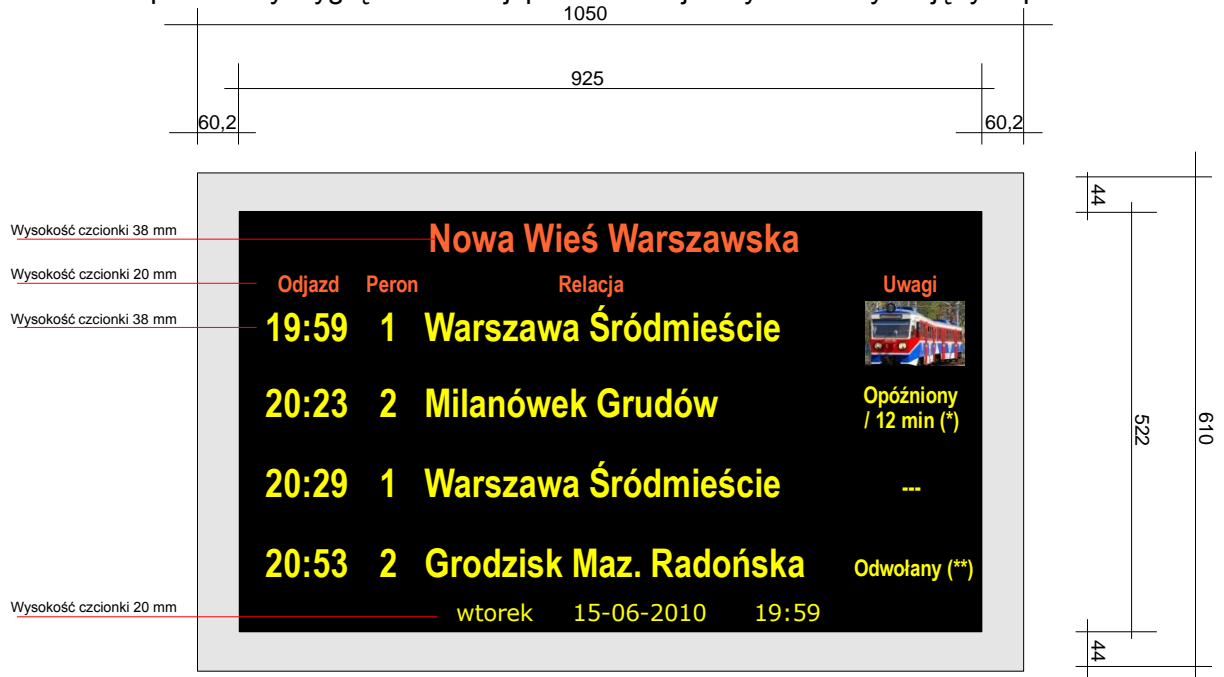 1050
925
60,2 60,2
44
Wysokość czcionki 38 mm
Nowa Wieś Warszawska
Wysokość czcionki 20 mm
Odjazd Peron Relacja Uwagi
Wysokość czcionki 38 mm
19:59 1 Warszawa Śródmieście
20:23 2 Milanówek Grudów Opóźniony
/ 12 min (*)
522
610
20:29 1 Warszawa Śródmieście ---
20:53 2 Grodzisk Maz. Radońska Odwołany (**)
Wysokość czcionki 20 mm
wtorek 15-06-2010 19:59
44